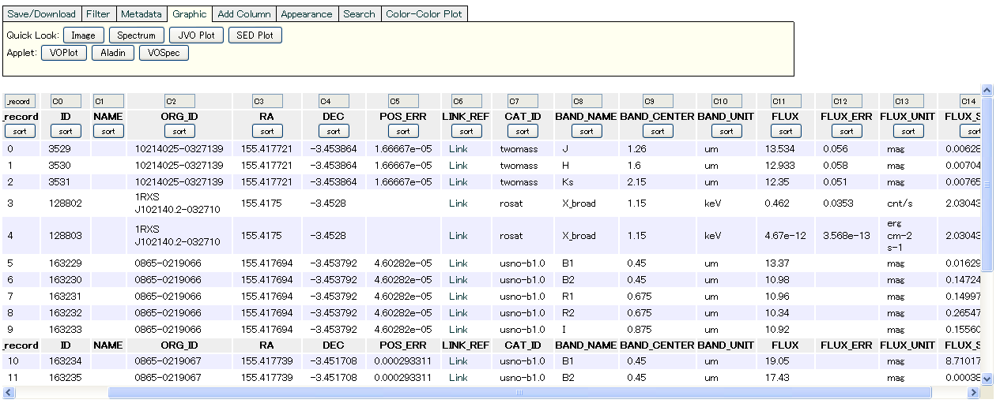 Save/Download Filter Metadata Graphic Add Column Appearance Search Color-Color Plot
Quick Look: Image Spectrum JVO Plot SED Plot
Applet: VOPlot Aladin VOSpec
_record C0 C1 C2 C3 C4 C5 C6 C7 C8 C9 C10 C11 C12 C13 C14
_record ID NAME ORG_ID RA DEC POS_ERR LINK_REF CAT_ID BAND_NAME BAND_CENTER BAND_UNIT FLUX FLUX_ERR FLUX_UNIT FLUX_S
sort sort sort sort sort sort sort sort sort sort sort sort sort sort sort sort
0 3529 10214025-0327139 155.417721 -3.453864 1.66667e-05 Link twomass J 1.26 um 13.534 0.056 mag 0.00628
1 3530 10214025-0327139 155.417721 -3.453864 1.66667e-05 Link twomass H 1.6 um 12.933 0.058 mag 0.00704
2 3531 10214025-0327139 155.417721 -3.453864 1.66667e-05 Link twomass Ks 2.15 um 12.35 0.051 mag 0.00765
3 128802 1RXS J102140.2-032710 155.4175 -3.4528 Link rosat X_broad 1.15 keV 0.462 0.0353 cnt/s 2.03043
4 128803 1RXS J102140.2-032710 155.4175 -3.4528 Link rosat X_broad 1.15 keV 4.67e-12 3.568e-13 erg cm-2 s-1 2.03043
5 163229 0865-0219066 155.417694 -3.453792 4.60282e-05 Link usno-b1.0 B1 0.45 um 13.37 mag 0.01629
6 163230 0865-0219066 155.417694 -3.453792 4.60282e-05 Link usno-b1.0 B2 0.45 um 10.98 mag 0.14724
7 163231 0865-0219066 155.417694 -3.453792 4.60282e-05 Link usno-b1.0 R1 0.675 um 10.96 mag 0.14997
8 163232 0865-0219066 155.417694 -3.453792 4.60282e-05 Link usno-b1.0 R2 0.675 um 10.34 mag 0.26547
9 163233 0865-0219066 155.417694 -3.453792 4.60282e-05 Link usno-b1.0 I 0.875 um 10.92 mag 0.15560
_record ID NAME ORG_ID RA DEC POS_ERR LINK_REF CAT_ID BAND_NAME BAND_CENTER BAND_UNIT FLUX FLUX_ERR FLUX_UNIT FLUX_S
10 163234 0865-0219067 155.417739 -3.451708 0.000293311 Link usno-b1.0 B1 0.45 um 19.05 mag 8.71017
11 163235 0865-0219067 155.417739 -3.451708 0.000293311 Link usno-b1.0 B2 0.45 um 17.43 mag 0.00038